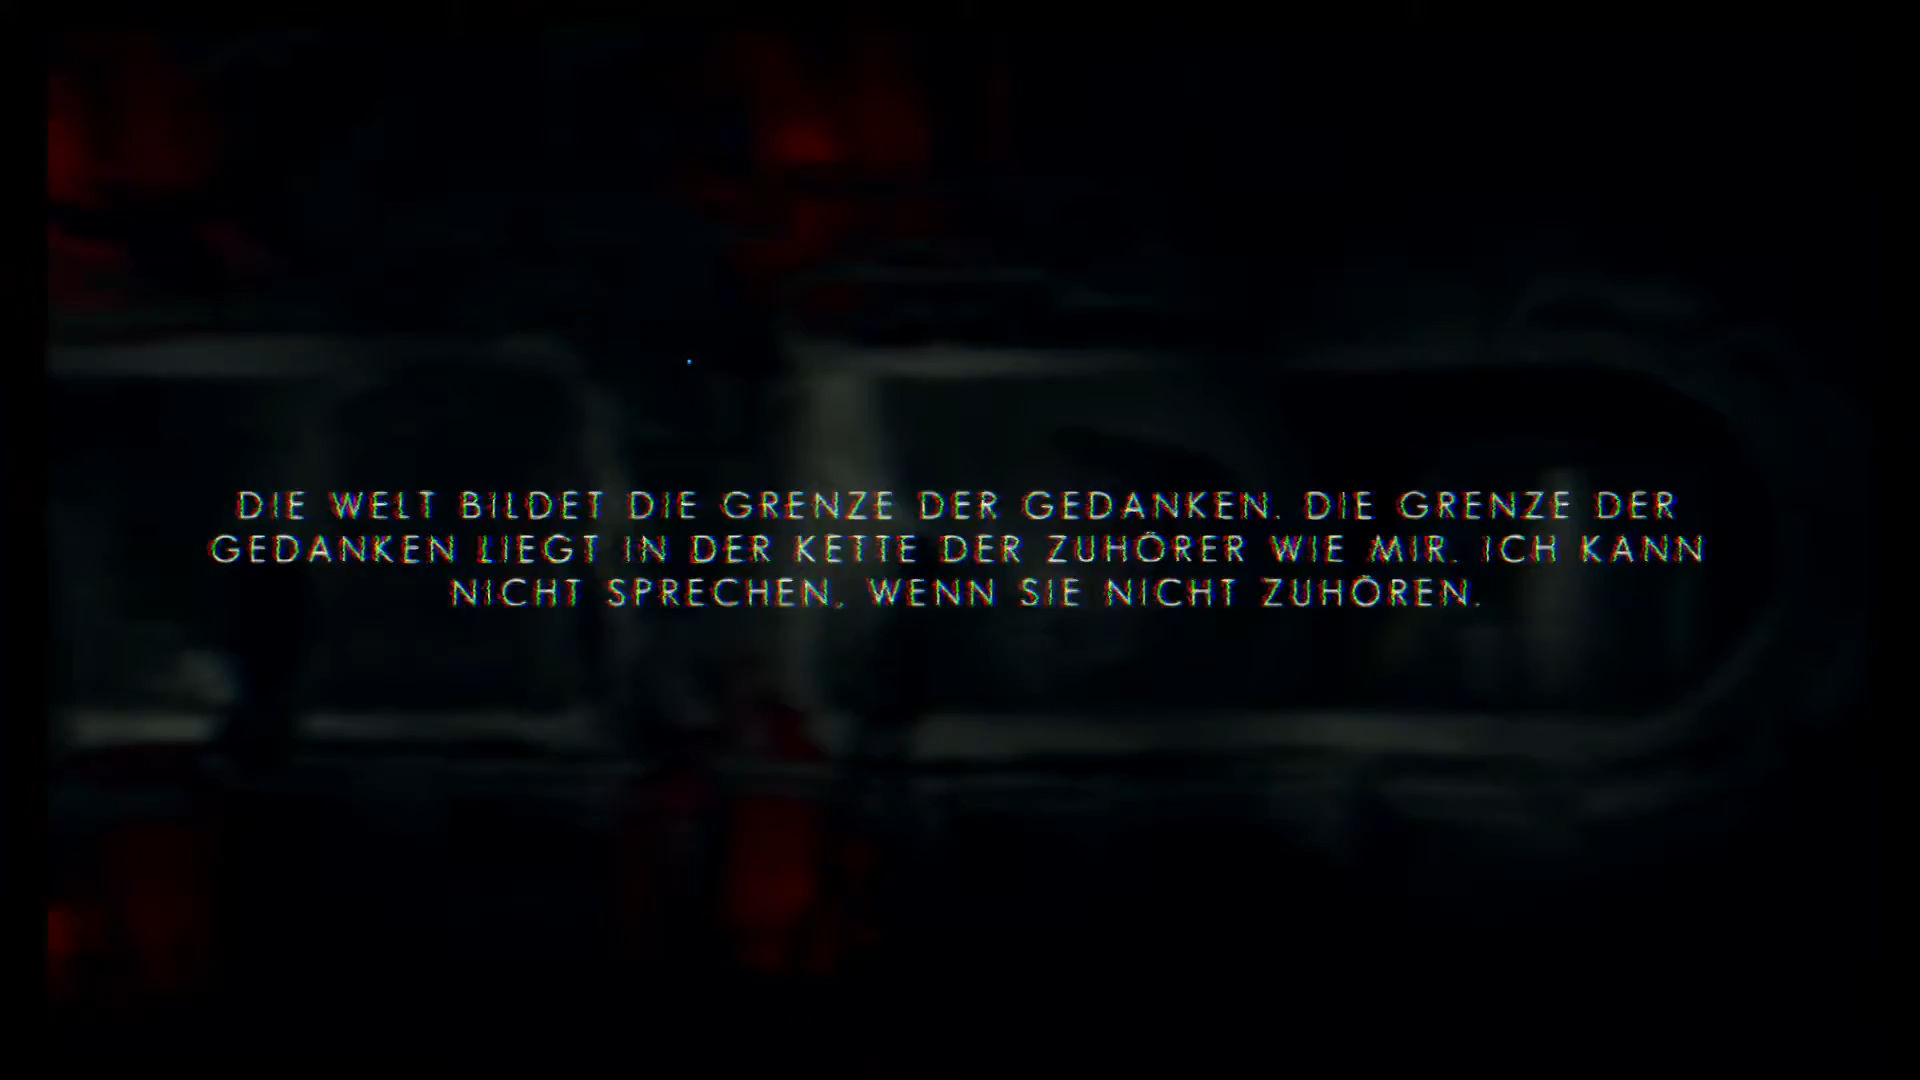 DIE WELT BILDET DIE GRENZE DER GEDANKEN. DIE GRENZE DER
GEDANKEN LIEGT IN DER KETTE DER ZUHÖRER WIE MIR. ICH KANN
NICHT SPRECHEN, WENN SIE NICHT ZUHÖREN.